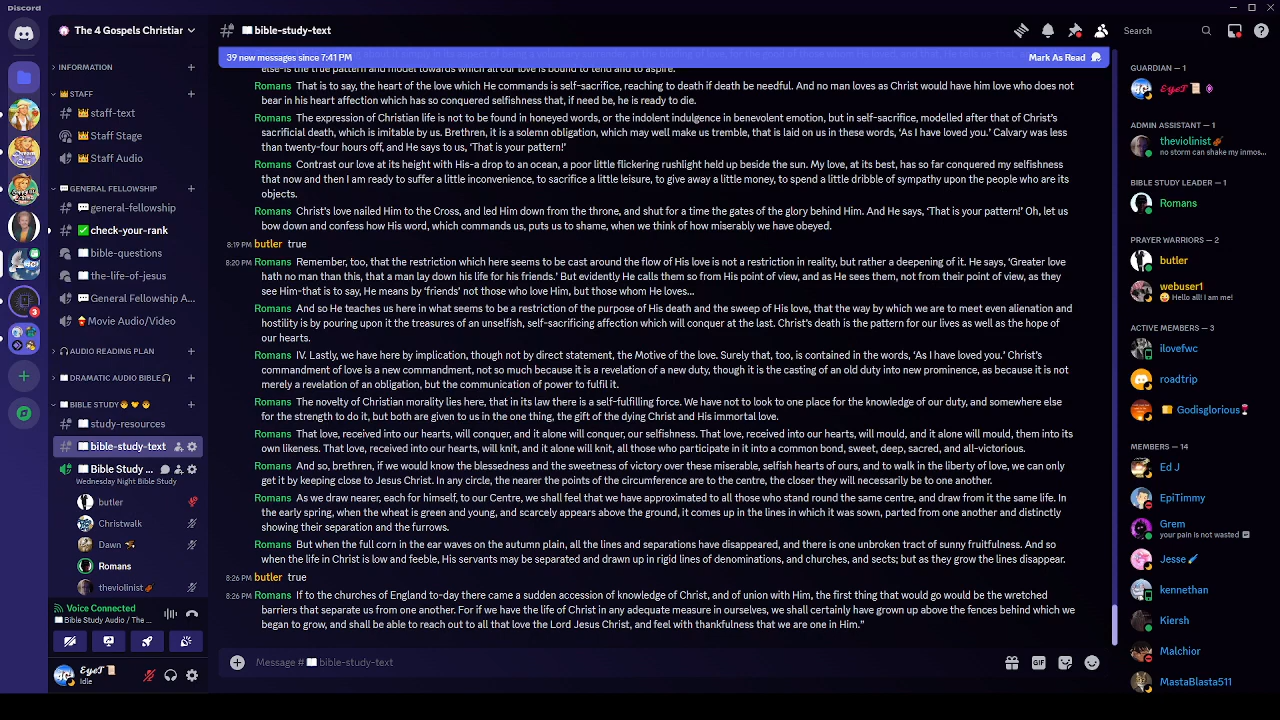 Discord
The 4 Gospels Christian
INFORMATION
STAFF
staff-text
Staff Stage
Staff Audio
GENERAL FELLOWSHIP
general-fellowship
check-your-rank
bible-questions
the-life-of-jesus
General Fellowship A...
Movie Audio/Video
AUDIO READING PLAN
DRAMATIC AUDIO BIBLE
BIBLE STUDY
study-resources
bible-study-text
Bible Study ...
Wednesday Night Bible Study
butler
Christwalk
Dawn
Romans
theviolinist
Voice Connected
Bible Study Audio / The ...
EyeT
Idle
3
bible-study-text
Search
39 new messages since 7:41 PM
Mark As Read
else-is the true pattern and model towards which all our love is bound to tend and to aspire.
Romans That is to say, the heart of the love which He commands is self-sacrifice, reaching to death if death be needful. And no man loves as Christ would have him love who does not
bear in his heart affection which has so conquered selfishness that, if need be, he is ready to die.
Romans The expression of Christian life is not to be found in honeyed words, or the indolent indulgence in benevolent emotion, but in self-sacrifice, modelled after that of Christ's
sacrificial death, which is imitable by us. Brethren, it is a solemn obligation, which may well make us tremble, that is laid on us in these words, 'As I have loved you.' Calvary was less
than twenty-four hours off, and He says to us, 'That is your pattern!'
Romans Contrast our love at its height with His-a drop to an ocean, a poor little flickering rushlight held up beside the sun. My love, at its best, has so far conquered my selfishness
that now and then I am ready to suffer a little inconvenience, to sacrifice a little leisure, to give away a little money, to spend a little dribble of sympathy upon the people who are its
objects.
Romans Christ's love nailed Him to the Cross, and led Him down from the throne, and shut for a time the gates of the glory behind Him. And He says, 'That is your pattern!' Oh, let us
bow down and confess how His word, which commands us, puts us to shame, when we think of how miserably we have obeyed.
8:19 PM butler true
8:20 PM Romans Remember, too, that the restriction which here seems to be cast around the flow of His love is not a restriction in reality, but rather a deepening of it. He says, 'Greater love
hath no man than this, that a man lay down his life for his friends.' But evidently He calls them so from His point of view, and as He sees them, not from their point of view, as they
see Him-that is to say, He means by 'friends' not those who love Him, but those whom He loves...
Romans And so He teaches us here in what seems to be a restriction of the purpose of His death and the sweep of His love, that the way by which we are to meet even alienation and
hostility is by pouring upon it the treasures of an unselfish, self-sacrificing affection which will conquer at the last. Christ's death is the pattern for our lives as well as the hope of
our hearts.
Romans IV. Lastly, we have here by implication, though not by direct statement, the Motive of the love. Surely that, too, is contained in the words, 'As I have loved you.' Christ's
commandment of love is a new commandment, not so much because it is a revelation of a new duty, though it is the casting of an old duty into new prominence, as because it is not
merely a revelation of an obligation, but the communication of power to fulfil it.
Romans The novelty of Christian morality lies here, that in its law there is a self-fulfilling force. We have not to look to one place for the knowledge of our duty, and somewhere else
for the strength to do it, but both are given to us in the one thing, the gift of the dying Christ and His immortal love.
Romans That love, received into our hearts, will conquer, and it alone will conquer, our selfishness. That love, received into our hearts, will mould, and it alone will mould, them into its
own likeness. That love, received into our hearts, will knit, and it alone will knit, all those who participate in it into a common bond, sweet, deep, sacred, and all-victorious.
Romans And so, brethren, if we would know the blessedness and the sweetness of victory over these miserable, selfish hearts of ours, and to walk in the liberty of love, we can only
get it by keeping close to Jesus Christ. In any circle, the nearer the points of the circumference are to the centre, the closer they will necessarily be to one another.
Romans As we draw nearer, each for himself, to our Centre, we shall feel that we have approximated to all those who stand round the same centre, and draw from it the same life. In
the early spring, when the wheat is green and young, and scarcely appears above the ground, it comes up in the lines in which it was sown, parted from one another and distinctly
showing their separation and the furrows.
Romans But when the full corn in the ear waves on the autumn plain, all the lines and separations have disappeared, and there is one unbroken tract of sunny fruitfulness. And so
when the life in Christ is low and feeble, His servants may be separated and drawn up in rigid lines of denominations, and churches, and sects; but as they grow the lines disappear.
8:26 PM butler true
8:26 PM Romans If to the churches of England to-day there came a sudden accession of knowledge of Christ, and of union with Him, the first thing that would go would be the wretched
barriers that separate us from one another. For if we have the life of Christ in any adequate measure in ourselves, we shall certainly have grown up above the fences behind which we
began to grow, and shall be able to reach out to all that love the Lord Jesus Christ, and feel with thankfulness that we are one in Him."
Message # bible-study-text
GIF
GUARDIAN — 1
EyeT
ADMIN ASSISTANT — 1
theviolinist
no storm can shake my inmos...
BIBLE STUDY LEADER — 1
Romans
PRAYER WARRIORS — 2
butler
webuser1
Hello all! I am me!
ACTIVE MEMBERS — 3
ilovefwc
roadtrip
Godisglorious
MEMBERS — 14
Ed J
EpiTimmy
Grem
your pain is not wasted
Jesse
kennethan
Kiersh
Malchior
MastaBlasta511